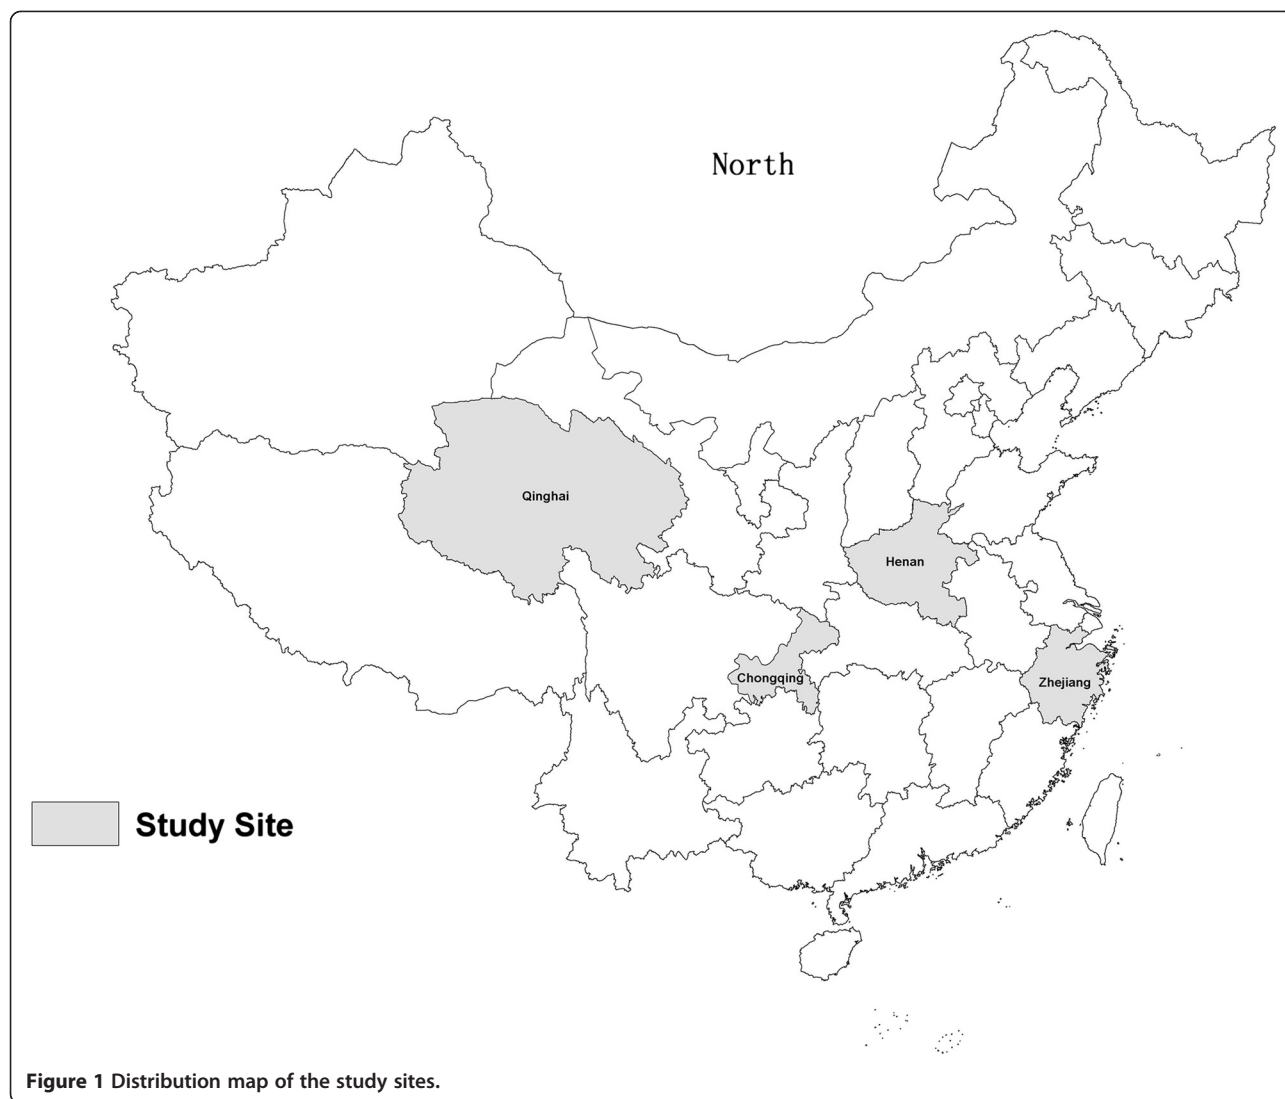 North
Qinghai
Henan
Chongqing
Zhejiang
Study Site
Figure 1 Distribution map of the study sites.